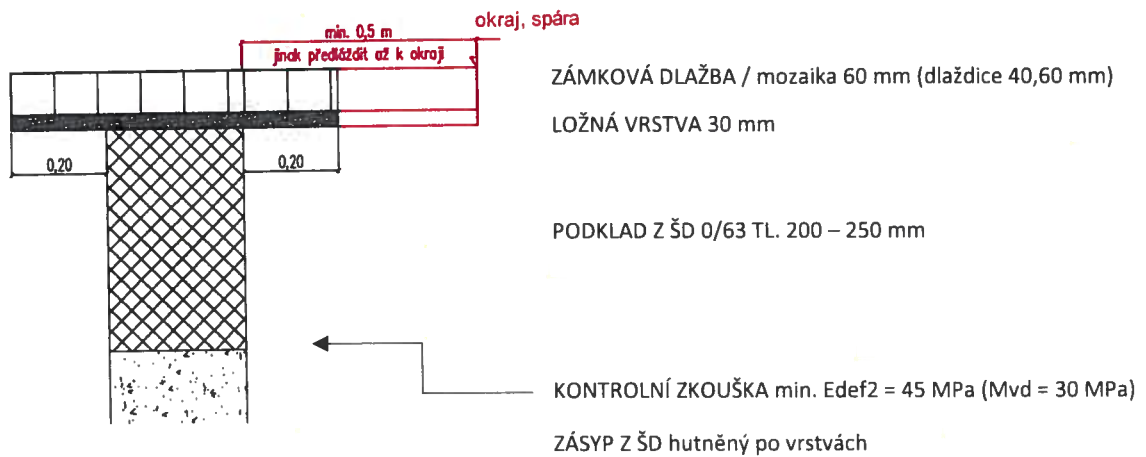 okraj, spára
min. 0,5 m
jinak předláždit až k okraji
ZÁMKOVÁ DLAŽBA / mozaika 60 mm (dlaždice 40,60 mm)
LOŽNÁ VRSTVA 30 mm
0,20
0,20
PODKLAD Z ŠD 0/63 TL. 200 – 250 mm
KONTROLNÍ ZKOUŠKA min. Edef2 = 45 MPa (Mvd = 30 MPa)
ZÁSYP Z ŠD hutněný po vrstvách